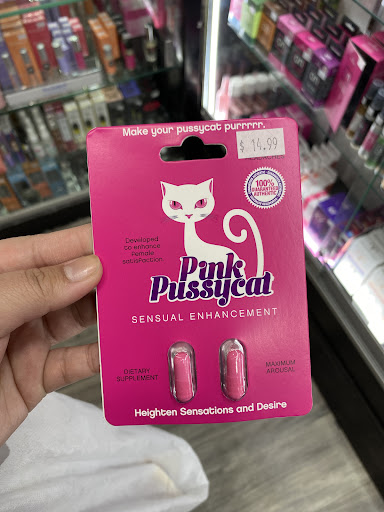 Make your pussycat purrrrr.
$ 14.99
100%
GUARANTEED
AUTHENTIC
Developed
to enhance
Female
satisfaction
Pink
Pussycat
SENSUAL ENHANCEMENT
DIETARY
SUPPLEMENT
MAXIMUM
AROUSAL
Heighten Sensations and Desire